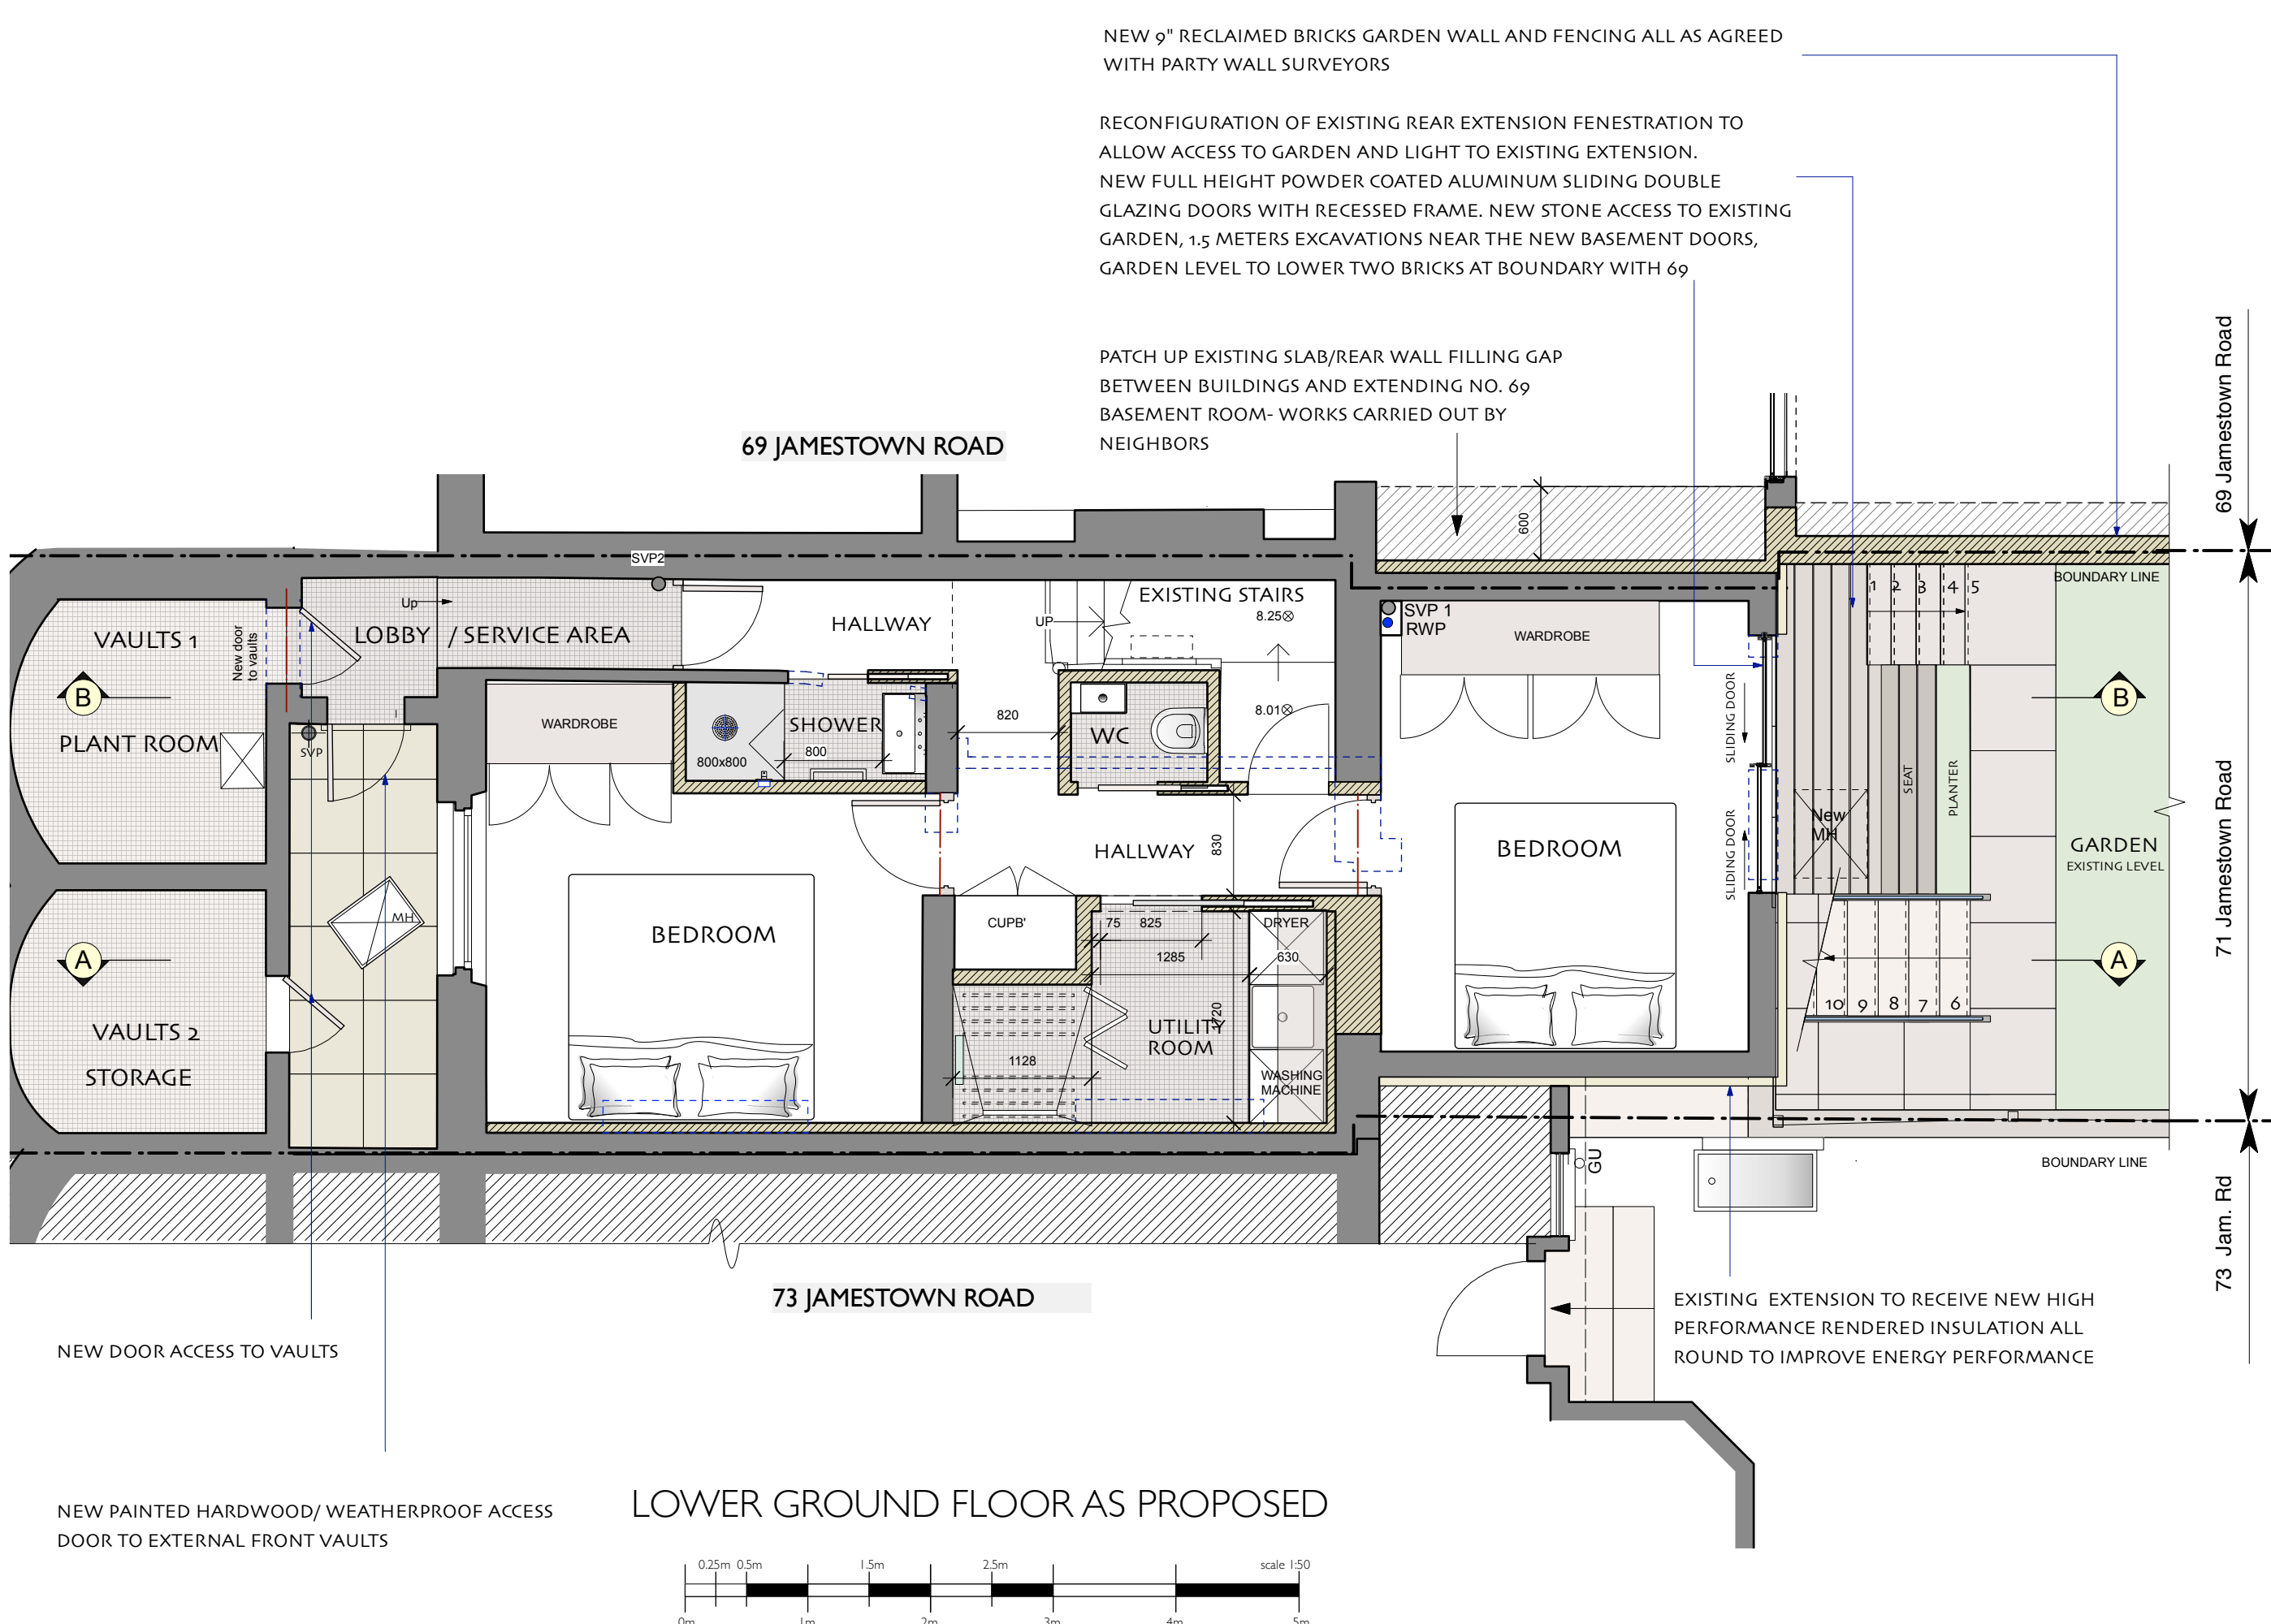 NEW 9" RECLAIMED BRICKS GARDEN WALL AND FENCING ALL AS AGREED
WITH PARTY WALL SURVEYORS
RECONFIGURATION OF EXISTING REAR EXTENSION FENESTRATION TO
ALLOW ACCESS TO GARDEN AND LIGHT TO EXISTING EXTENSION.
NEW FULL HEIGHT POWDER COATED ALUMINUM SLIDING DOUBLE
GLAZING DOORS WITH RECESSED FRAME. NEW STONE ACCESS TO EXISTING
GARDEN, 1.5 METERS EXCAVATIONS NEAR THE NEW BASEMENT DOORS,
GARDEN LEVEL TO LOWER TWO BRICKS AT BOUNDARY WITH 69
PATCH UP EXISTING SLAB/REAR WALL FILLING GAP
BETWEEN BUILDINGS AND EXTENDING NO. 69
BASEMENT ROOM- WORKS CARRIED OUT BY
NEIGHBORS
69 JAMESTOWN ROAD
69 Jamestown Road
600
SVP2
BOUNDARY LINE
1 2 3 4 5
Up
LOBBY / SERVICE AREA
HALLWAY
EXISTING STAIRS
UP
8.25
8.01
SVP 1
RWP
WARDROBE
VAULTS 1
New door
to vaults
B
PLANT ROOM
SVP
WARDROBE
SHOWER
800
800x800
820
WC
SLIDING DOOR
SLIDING DOOR
SEAT
PLANTER
New
MH
B
71 Jamestown Road
GARDEN
EXISTING LEVEL
HALLWAY
830
BEDROOM
BEDROOM
MH
CUPB'
75
825
DRYER
1285
630
1720
UTILITY
ROOM
1128
WASHING
MACHINE
A
VAULTS 2
STORAGE
A
10 9 8 7 6
GU
BOUNDARY LINE
73 Jam. Rd
73 JAMESTOWN ROAD
EXISTING EXTENSION TO RECEIVE NEW HIGH
PERFORMANCE RENDERED INSULATION ALL
ROUND TO IMPROVE ENERGY PERFORMANCE
NEW DOOR ACCESS TO VAULTS
NEW PAINTED HARDWOOD/ WEATHERPROOF ACCESS
DOOR TO EXTERNAL FRONT VAULTS
LOWER GROUND FLOOR AS PROPOSED
0.25m 0.5m 1.5m 2.5m scale 1:50
0m 1m 2m 3m 4m 5m